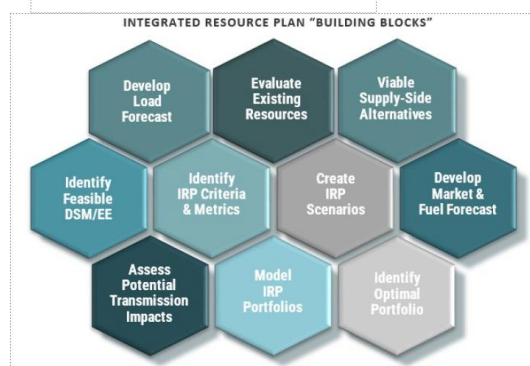 INTEGRATED RESOURCE PLAN “BUILDING BLOCKS”
Develop
Load
Forecast
Evaluate
Existing
Resources
Viable
Supply-Side
Alternatives
Identify
Feasible
DSM/EE
Identify
IRP Criteria
& Metrics
Create
IRP
Scenarios
Develop
Market &
Fuel Forecast
Assess
Potential
Transmission
Impacts
Model
IRP
Portfolios
Identify
Optimal
Portfolio